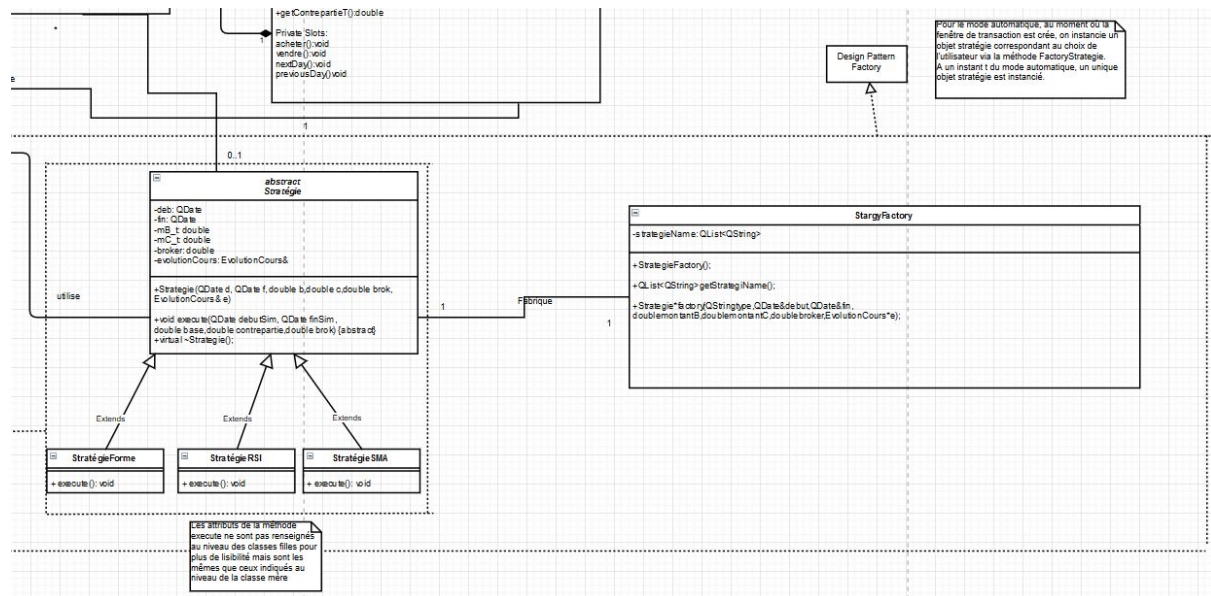 +getContrepartieT():double
Private Slots:
acheter():void
vendre():void
nextDay():void
previousDay()void
1
e
1
0..1
Design Pattern
Factory
Pour le mode automatique, au moment où la
fenêtre de transaction est crée, on instancie un
objet stratégie correspondant au choix de
l'utilisateur via la méthode FactoryStrategie.
A un instant t du mode automatique, un unique
objet stratégie est instancié.
abstract
Stratégie
-deb: QDate
-fin: QDate
-mB_t: double
-mC_t: double
-broker: double
-evolutionCours: EvolutionCours&
+Strategie(QDate d, QDate f,double b,double c,double brok,
EvolutionCours& e)
+void execute(QDate debutSim, QDate finSim,
double base,double contrepartie,double brok) {abstract}
+virtual ~Strategie();
utilise
1
Fabrique
1
StargyFactory
-strategieName: QList<QString>
+StrategieFactory();
+QList<QString>getStrategiName();
+Strategie*factory(QStringtype,QDate&debut,QDate&fin,
doublemontantB,doublemontantC,doublebroker,EvolutionCours*e);
Extends
Extends
Extends
StratégieForme
+ execute(): void
StratégieRSI
+ execute(): void
StratégieSMA
+ execute(): void
Les attributs de la méthode
execute ne sont pas renseignés
au niveau des classes filles pour
plus de lisibilité mais sont les
mêmes que ceux indiqués au
niveau de la classe mère